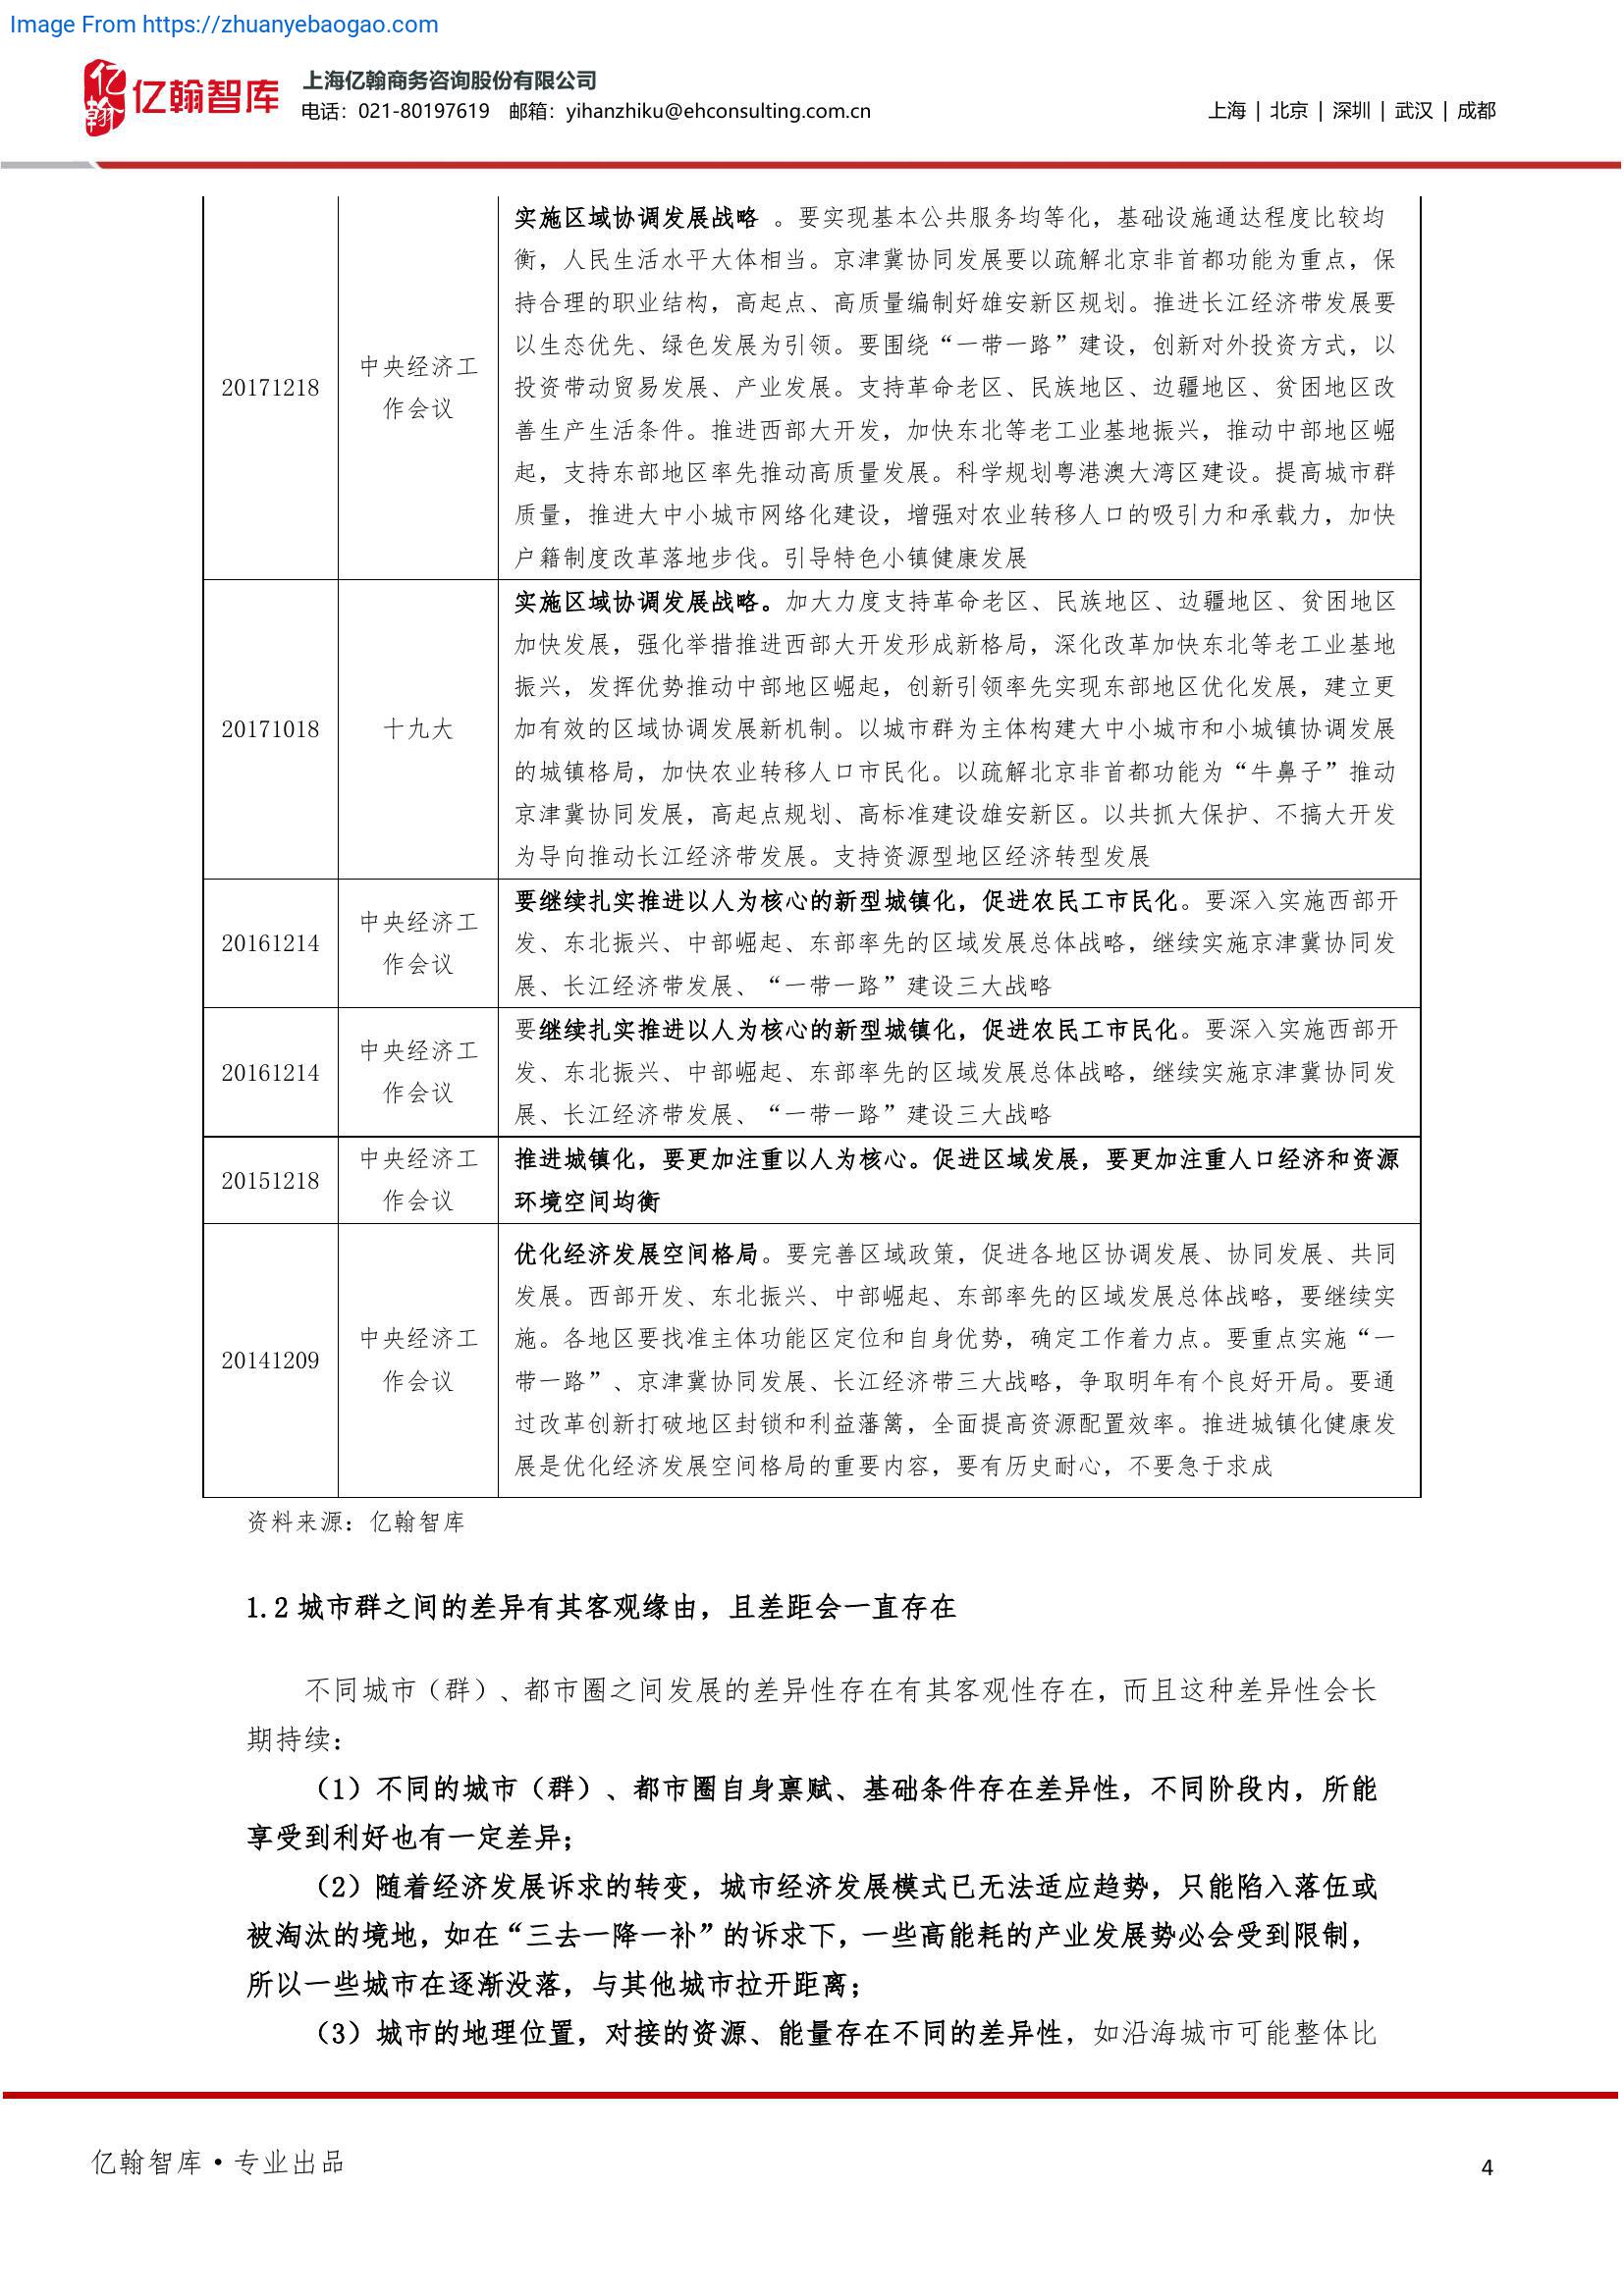 Image From https://zhuanyebaogao.com
亿翰
亿翰智库
上海亿翰商务咨询股份有限公司
电话：021-80197619 邮箱：yihanzhiku@ehconsulting.com.cn
上海 | 北京 | 深圳 | 武汉 | 成都
20171218
中央经济工
作会议
实施区域协调发展战略 。要实现基本公共服务均等化，基础设施通达程度比较均
衡，人民生活水平大体相当。京津冀协同发展要以疏解北京非首都功能为重点，保
持合理的职业结构，高起点、高质量编制好雄安新区规划。推进长江经济带发展要
以生态优先、绿色发展为引领。要围绕“一带一路”建设，创新对外投资方式，以
投资带动贸易发展、产业发展。支持革命老区、民族地区、边疆地区、贫困地区改
善生产生活条件。推进西部大开发，加快东北等老工业基地振兴，推动中部地区崛
起，支持东部地区率先推动高质量发展。科学规划粤港澳大湾区建设。提高城市群
质量，推进大中小城市网络化建设，增强对农业转移人口的吸引力和承载力，加快
户籍制度改革落地步伐。引导特色小镇健康发展
20171018
十九大
实施区域协调发展战略。加大力度支持革命老区、民族地区、边疆地区、贫困地区
加快发展，强化举措推进西部大开发形成新格局，深化改革加快东北等老工业基地
振兴，发挥优势推动中部地区崛起，创新引领率先实现东部地区优化发展，建立更
加有效的区域协调发展新机制。以城市群为主体构建大中小城市和小城镇协调发展
的城镇格局，加快农业转移人口市民化。以疏解北京非首都功能为“牛鼻子”推动
京津冀协同发展，高起点规划、高标准建设雄安新区。以共抓大保护、不搞大开发
为导向推动长江经济带发展。支持资源型地区经济转型发展
20161214
中央经济工
作会议
要继续扎实推进以人为核心的新型城镇化，促进农民工市民化。要深入实施西部开
发、东北振兴、中部崛起、东部率先的区域发展总体战略，继续实施京津冀协同发
展、长江经济带发展、“一带一路”建设三大战略
20161214
中央经济工
作会议
要继续扎实推进以人为核心的新型城镇化，促进农民工市民化。要深入实施西部开
发、东北振兴、中部崛起、东部率先的区域发展总体战略，继续实施京津冀协同发
展、长江经济带发展、“一带一路”建设三大战略
20151218
中央经济工
作会议
推进城镇化，要更加注重以人为核心。促进区域发展，要更加注重人口经济和资源
环境空间均衡
20141209
中央经济工
作会议
优化经济发展空间格局。要完善区域政策，促进各地区协调发展、协同发展、共同
发展。西部开发、东北振兴、中部崛起、东部率先的区域发展总体战略，要继续实
施。各地区要找准主体功能区定位和自身优势，确定工作着力点。要重点实施“一
带一路”、京津冀协同发展、长江经济带三大战略，争取明年有个良好开局。要通
过改革创新打破地区封锁和利益藩篱，全面提高资源配置效率。推进城镇化健康发
展是优化经济发展空间格局的重要内容，要有历史耐心，不要急于求成
资料来源：亿翰智库
1.2 城市群之间的差异有其客观缘由，且差距会一直存在
不同城市（群）、都市圈之间发展的差异性存在有其客观性存在，而且这种差异性会长
期持续：
（1）不同的城市（群）、都市圈自身禀赋、基础条件存在差异性，不同阶段内，所能
享受到利好也有一定差异；
（2）随着经济发展诉求的转变，城市经济发展模式已无法适应趋势，只能陷入落伍或
被淘汰的境地，如在“三去一降一补”的诉求下，一些高能耗的产业发展势必会受到限制，
所以一些城市在逐渐没落，与其他城市拉开距离；
（3）城市的地理位置，对接的资源、能量存在不同的差异性，如沿海城市可能整体比
亿翰智库·专业出品
4